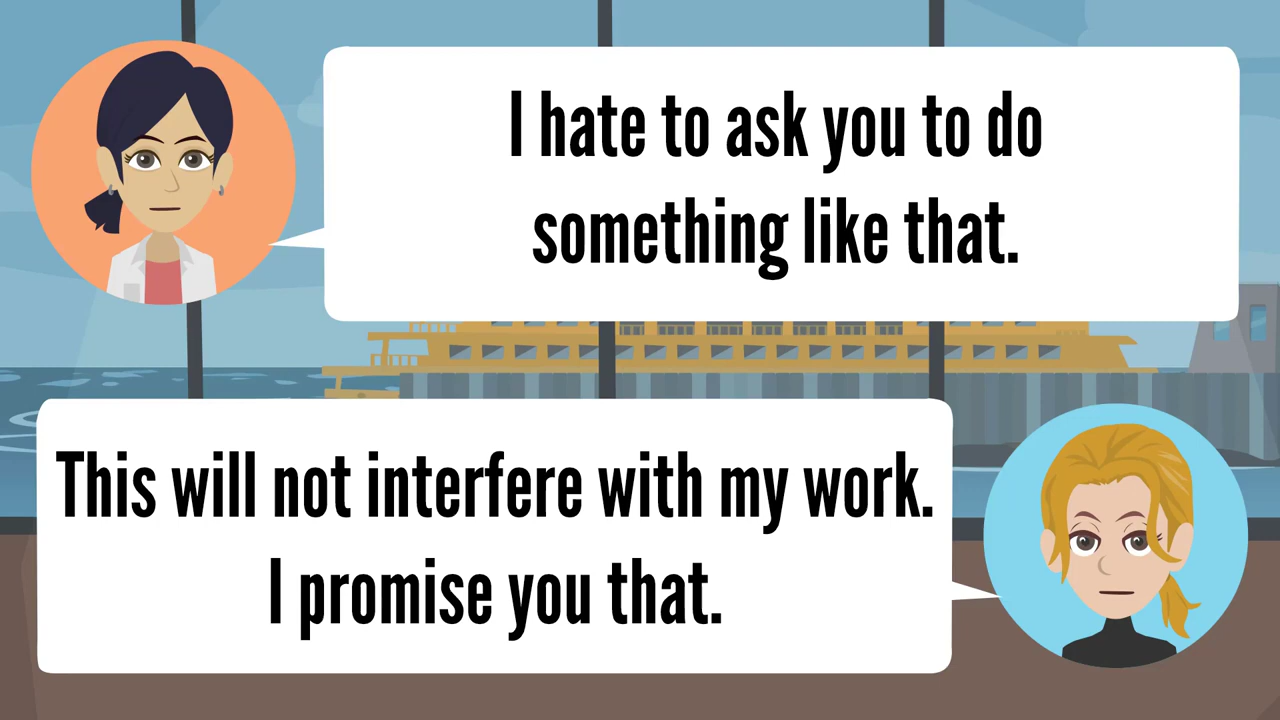 I hate to ask you to do
something like that.
This will not interfere with my work.
I promise you that.